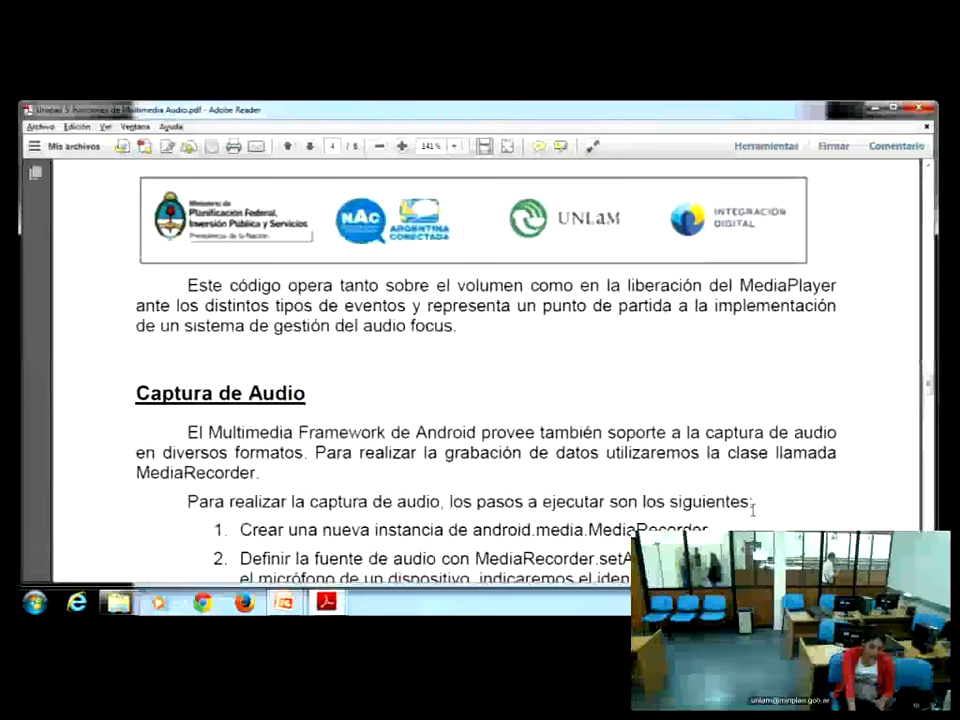 Unidad 5 Funciones de Multimedia Audio.pdf - Adobe Reader
Archivo Edición Ver Ventana Ayuda
Mis archivos 4 / 6 141% Herramientas Firmar Comentario
Ministerio de
Planificación Federal,
Inversión Pública y Servicios
Presidencia de la Nación
NAC
ARGENTINA
CONECTADA
UNLaM
INTEGRACIÓN
DIGITAL
Este código opera tanto sobre el volumen como en la liberación del MediaPlayer
ante los distintos tipos de eventos y representa un punto de partida a la implementación
de un sistema de gestión del audio focus.
Captura de Audio
El Multimedia Framework de Android provee también soporte a la captura de audio
en diversos formatos. Para realizar la grabación de datos utilizaremos la clase llamada
MediaRecorder.
Para realizar la captura de audio, los pasos a ejecutar son los siguientes:
1. Crear una nueva instancia de android.media.MediaRecorder
2. Definir la fuente de audio con MediaRecorder.setA
el micrófono de un dispositivo, indicaremos el iden
unlam@minplan.gob.ar